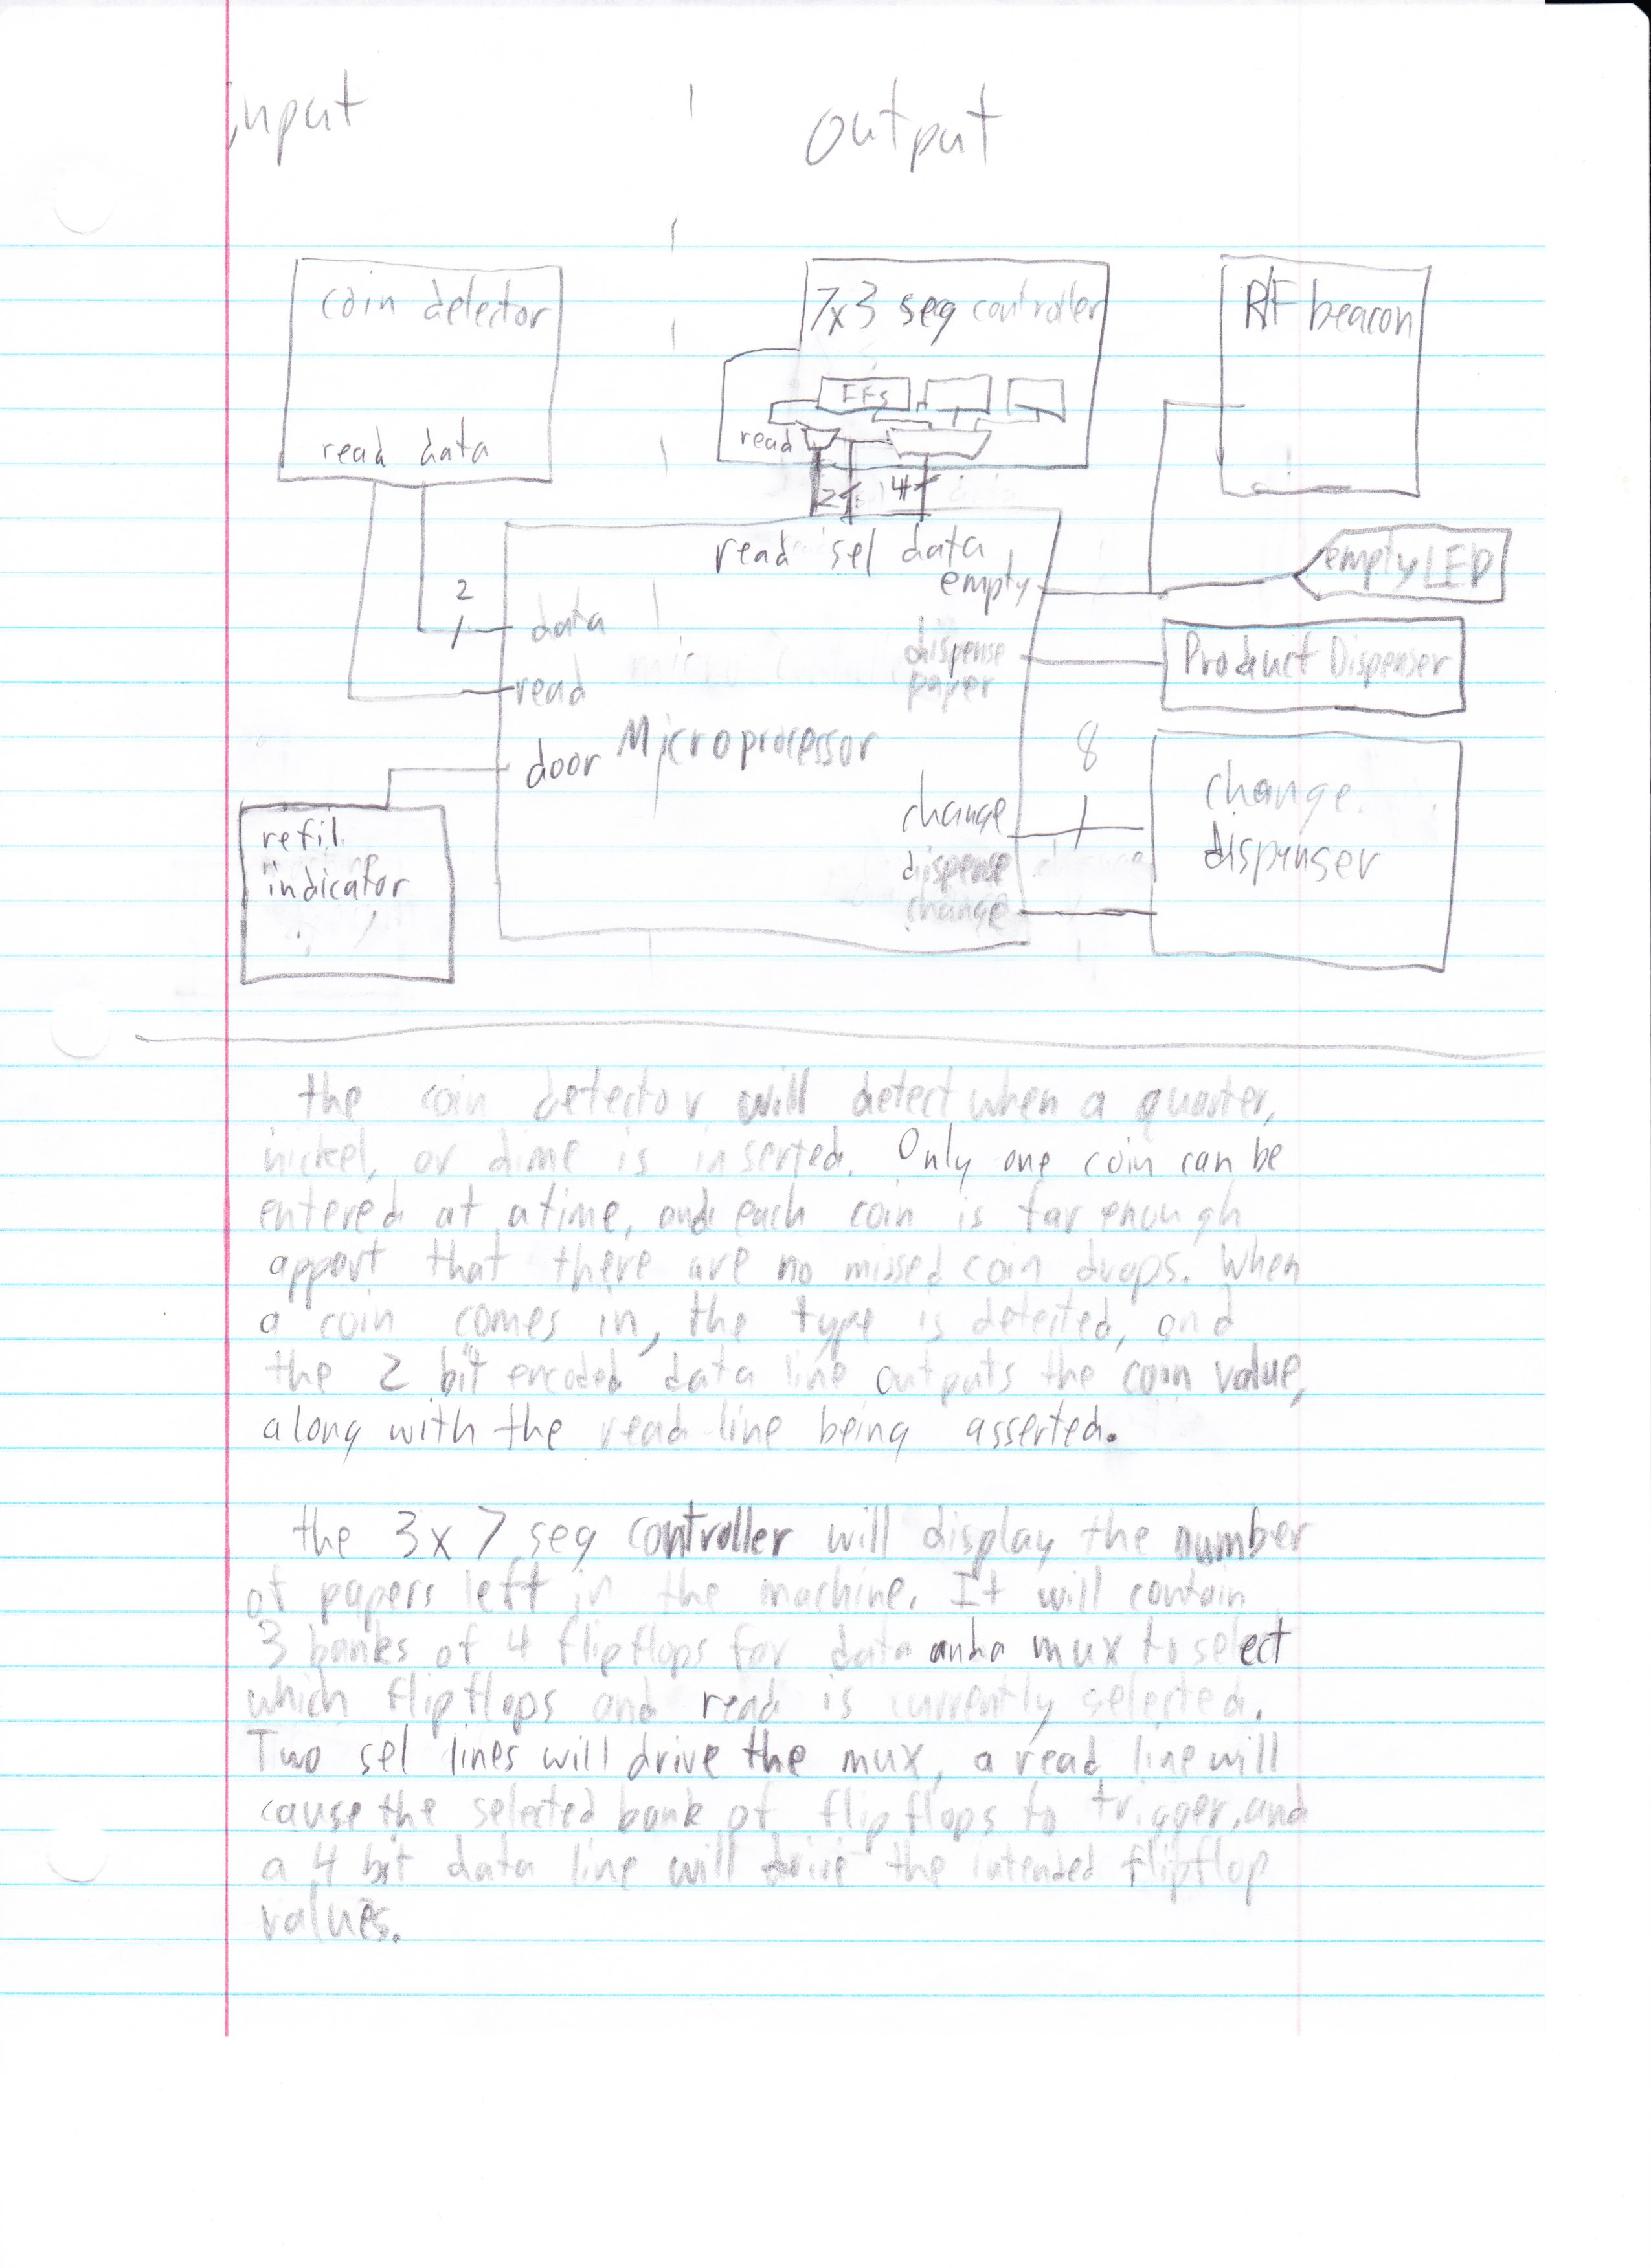 input
output
coin detector
read data
7x3 seg controller
FFs
read
2
4
RF beacon
read sel data
empty
empty LED
2
data
dispense
paper
Product Dispenser
read
Microprocessor
door
8
change
change
dispenser
dispense
change
refil
indicator
the coin detector will detect when a quarter,
nickel, or dime is inserted. Only one coin can be
entered at a time, and each coin is far enough
appart that there are no missed coin drops. When
a coin comes in, the type is detected, and
the 2 bit encoded data line outputs the coin value,
along with the read line being asserted.
the 3x7 seg controller will display the number
of papers left in the machine. It will contain
3 banks of 4 flipflops for data and a mux to select
which flipflops and read is currently selected.
Two sel lines will drive the mux, a read line will
cause the selected bank of flipflops to trigger, and
a 4 bit data line will drive the intended flipflop
values.